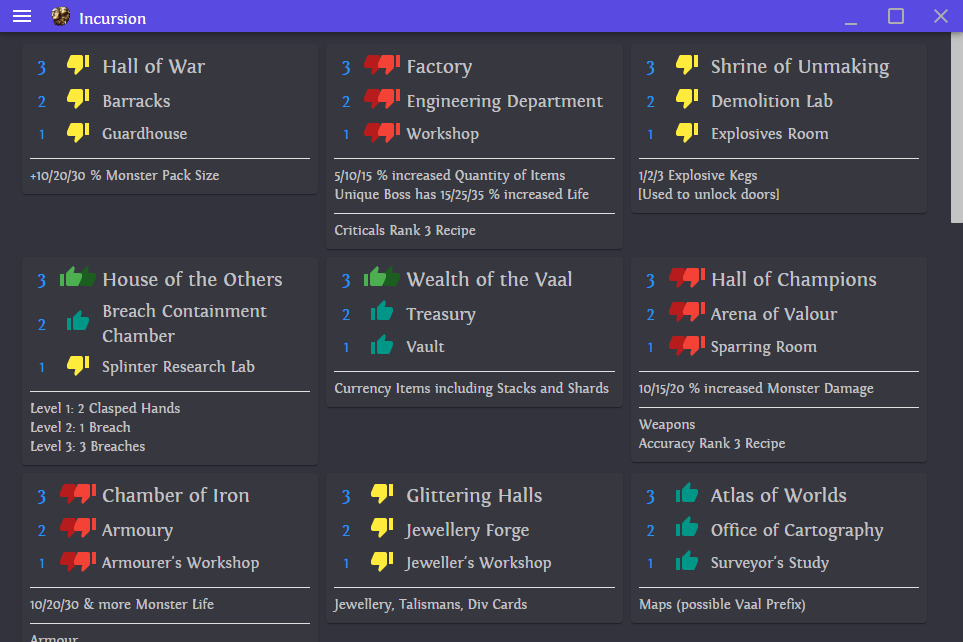 Incursion
3 Hall of War
2 Barracks
1 Guardhouse
+10/20/30 % Monster Pack Size
3 Factory
2 Engineering Department
1 Workshop
5/10/15 % increased Quantity of Items
Unique Boss has 15/25/35 % increased Life
Criticals Rank 3 Recipe
3 Shrine of Unmaking
2 Demolition Lab
1 Explosives Room
1/2/3 Explosive Kegs
[Used to unlock doors]
3 House of the Others
2 Breach Containment
Chamber
1 Splinter Research Lab
Level 1: 2 Clasped Hands
Level 2: 1 Breach
Level 3: 3 Breaches
3 Wealth of the Vaal
2 Treasury
1 Vault
Currency Items including Stacks and Shards
3 Hall of Champions
2 Arena of Valour
1 Sparring Room
10/15/20 % increased Monster Damage
Weapons
Accuracy Rank 3 Recipe
3 Chamber of Iron
2 Armoury
1 Armourer's Workshop
10/20/30 & more Monster Life
Armour
3 Glittering Halls
2 Jewellery Forge
1 Jeweller's Workshop
Jewellery, Talismans, Div Cards
3 Atlas of Worlds
2 Office of Cartography
1 Surveyor's Study
Maps (possible Vaal Prefix)